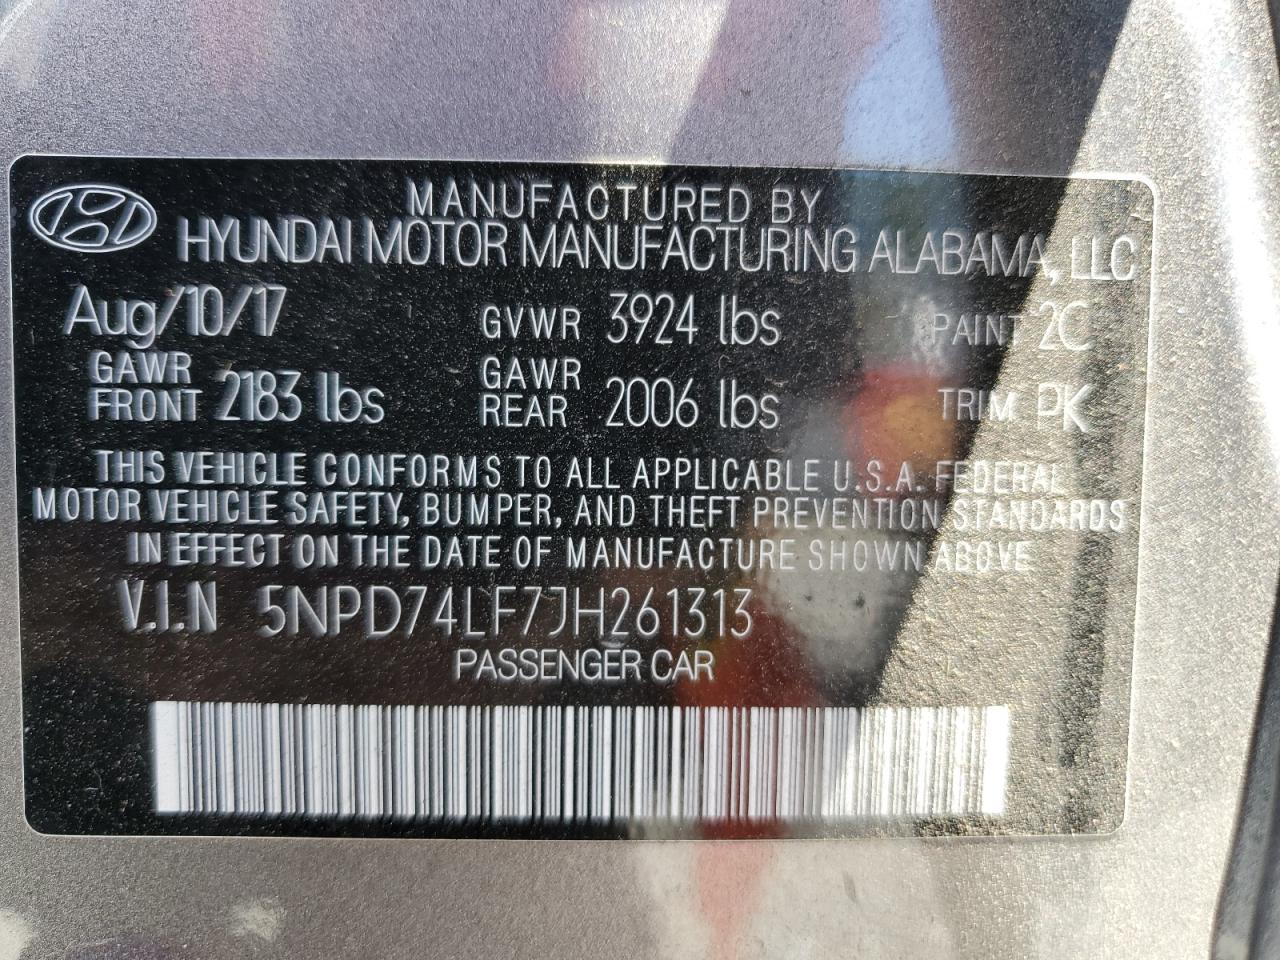 MANUFACTURED BY
HYUNDAI MOTOR MANUFACTURING ALABAMA, LLC
Aug/10/17 GVWR 3924 lbs PAINT 2C
GAWR FRONT 2183 lbs GAWR REAR 2006 lbs TRIM PK
THIS VEHICLE CONFORMS TO ALL APPLICABLE U.S.A. FEDERAL
MOTOR VEHICLE SAFETY, BUMPER, AND THEFT PREVENTION STANDARDS
IN EFFECT ON THE DATE OF MANUFACTURE SHOWN ABOVE
V.I.N 5NPD74LF7JH261313
PASSENGER CAR